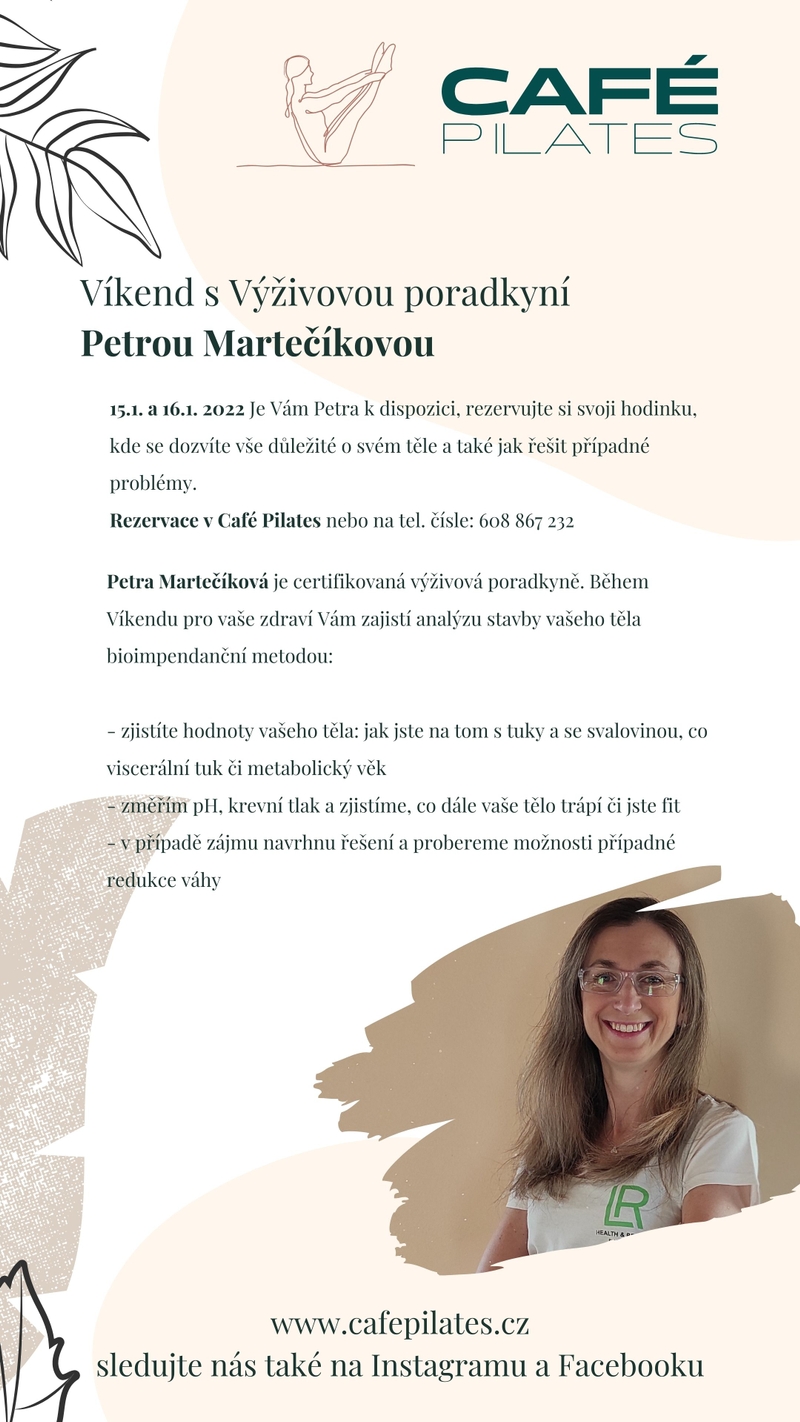 CAFÉ
PILATES
Víkend s Výživovou poradkyní
Petrou Martečíkovou
15.1. a 16.1. 2022 Je Vám Petra k dispozici, rezervujte si svoji hodinku,
kde se dozvíte vše důležité o svém těle a také jak řešit případné
problémy.
Rezervace v Café Pilates nebo na tel. čísle: 608 867 232
Petra Martečíková je certifikovaná výživová poradkyně. Během
Víkendu pro vaše zdraví Vám zajistí analýzu stavby vašeho těla
bioimpendanční metodou:
- zjistíte hodnoty vašeho těla: jak jste na tom s tuky a se svalovinou, co
viscerální tuk či metabolický věk
- změřím pH, krevní tlak a zjistíme, co dále vaše tělo trápí či jste fit
- v případě zájmu navrhnu řešení a probereme možnosti případné
redukce váhy
LR
HEALTH &
www.cafepilates.cz
sledujte nás také na Instagramu a Facebooku